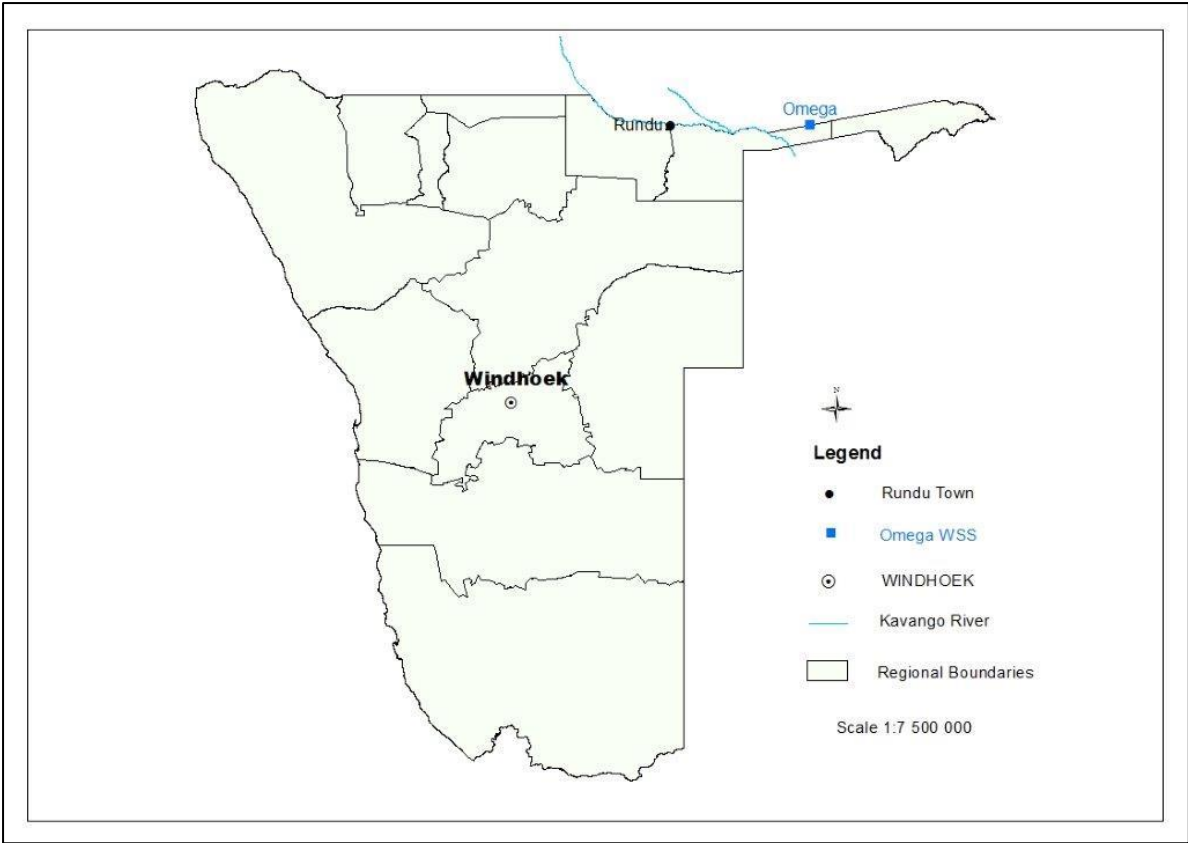 Omega
Rundu
Windhoek
N
Legend
Rundu Town
Omega WSS
WINDHOEK
Kavango River
Regional Boundaries
Scale 1:7 500 000